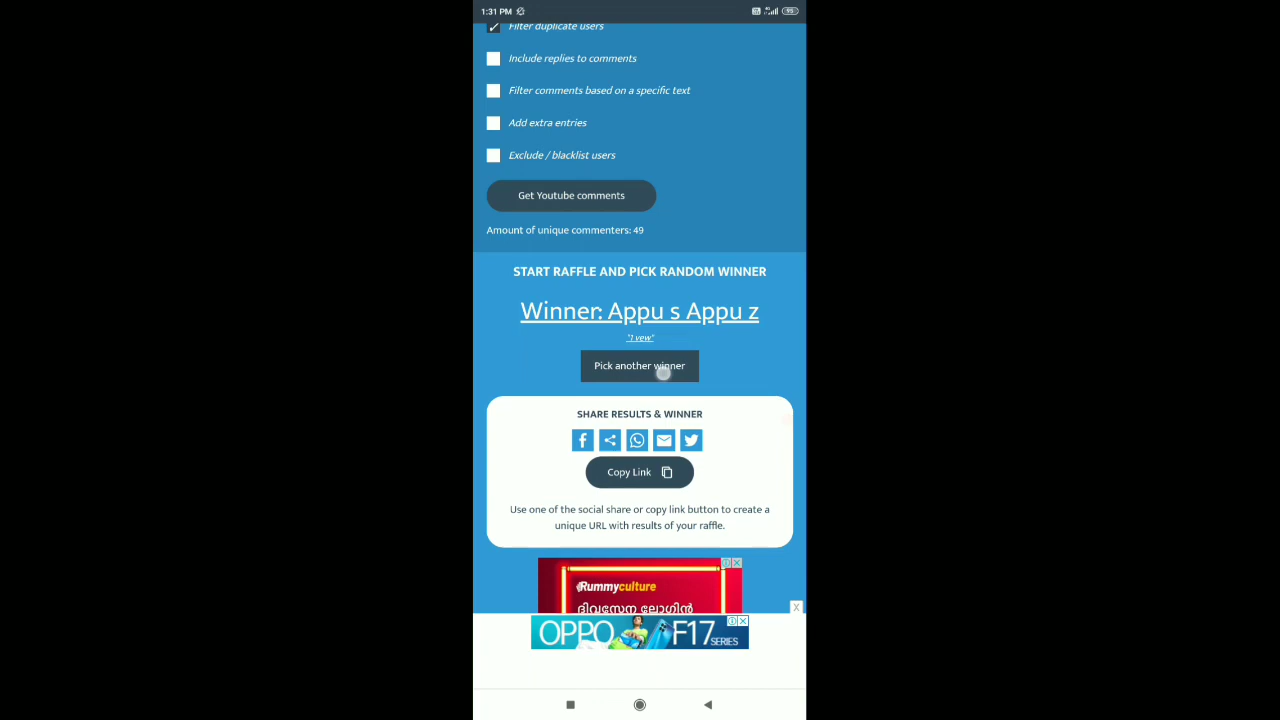 1:31 PM
95
Filter duplicate users
Include replies to comments
Filter comments based on a specific text
Add extra entries
Exclude / blacklist users
Get Youtube comments
Amount of unique commenters: 49
START RAFFLE AND PICK RANDOM WINNER
Winner: Appu s Appu z
"1 vew"
Pick another winner
SHARE RESULTS & WINNER
Copy Link
Use one of the social share or copy link button to create a
unique URL with results of your raffle.
Rummyculture
ദിവസേന ലോഗിൻ
X
OPPO F17 SERIES